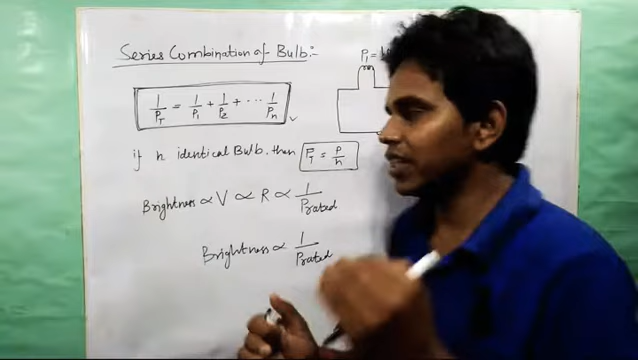 Series Combination of Bulb:-
P₁ =
1/P_T = 1/P₁ + 1/P₂ + ... 1/Pₙ
if n identical Bulb. then P_T = P/n
Brightness ∝ V ∝ R ∝ 1/Prated
Brightness ∝ 1/Prated